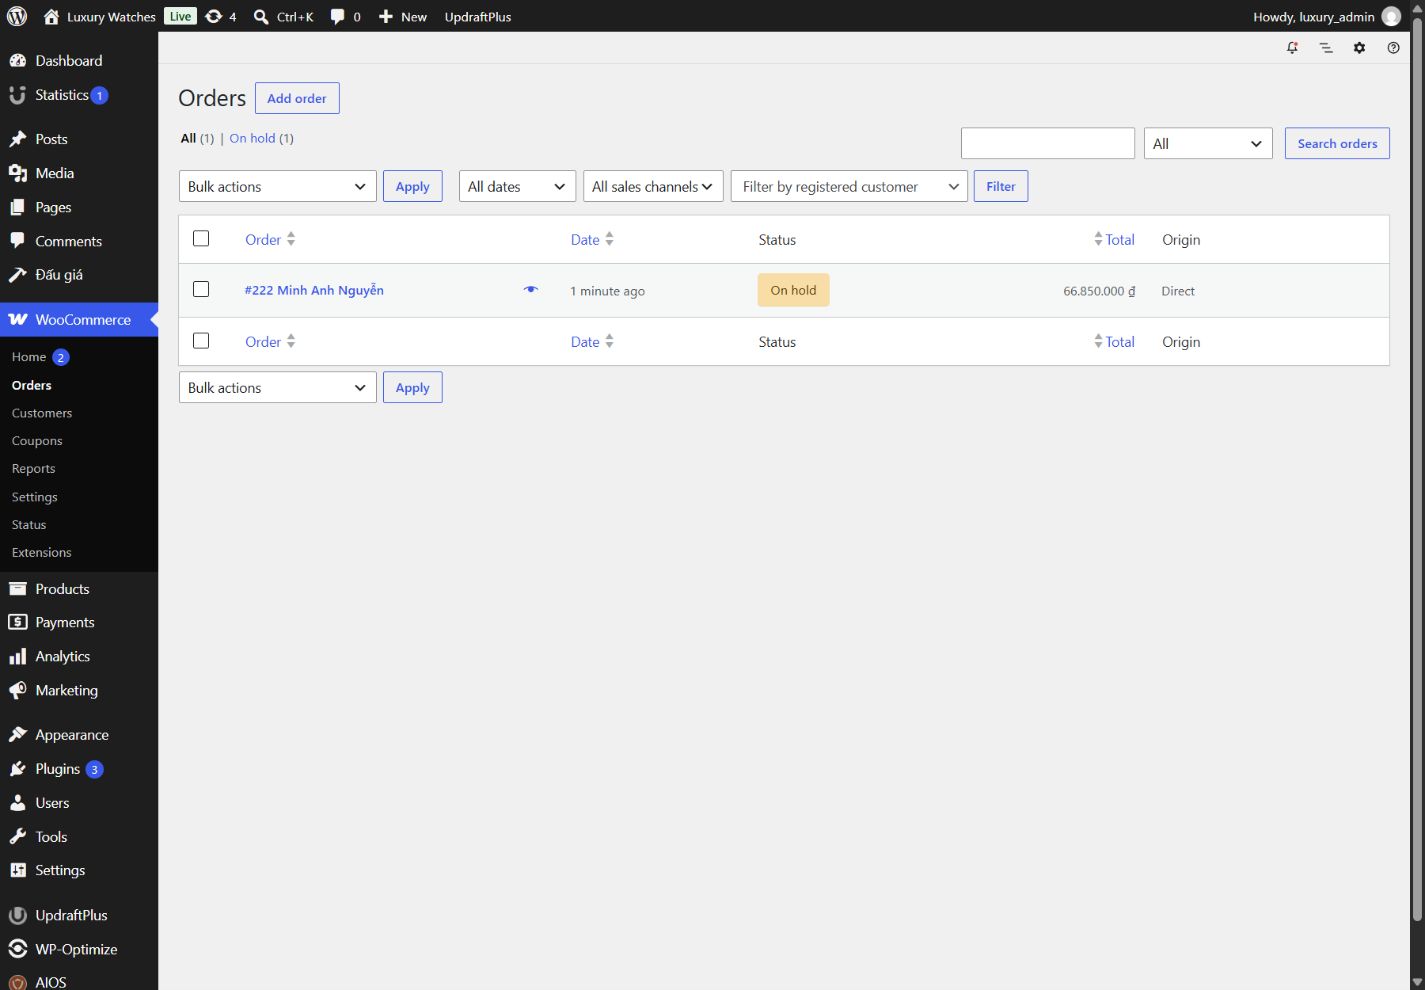 Luxury Watches Live 4 Ctrl+K 0 New UpdraftPlus Howdy, luxury_admin
Dashboard
Statistics 1
Posts
Media
Pages
Comments
Đấu giá
WooCommerce
Home 2
Orders
Customers
Coupons
Reports
Settings
Status
Extensions
Products
Payments
Analytics
Marketing
Appearance
Plugins 3
Users
Tools
Settings
UpdraftPlus
WP-Optimize
AIOS
Orders Add order
All (1) | On hold (1)
All Search orders
Bulk actions Apply All dates All sales channels Filter by registered customer Filter
Order Date Status Total Origin
#222 Minh Anh Nguyễn 1 minute ago On hold 66.850.000 ₫ Direct
Order Date Status Total Origin
Bulk actions Apply